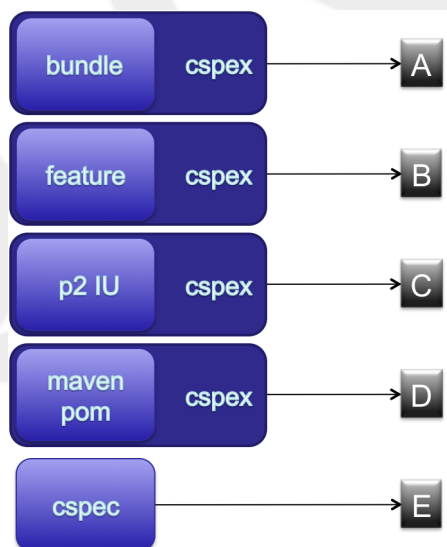 bundle cspex A
feature cspex B
p2 IU cspex C
maven
pom cspex D
cspec E